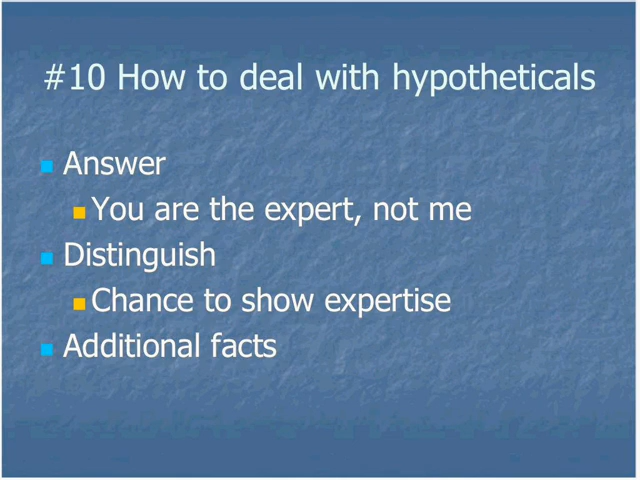 #10 How to deal with hypotheticals
Answer
You are the expert, not me
Distinguish
Chance to show expertise
Additional facts